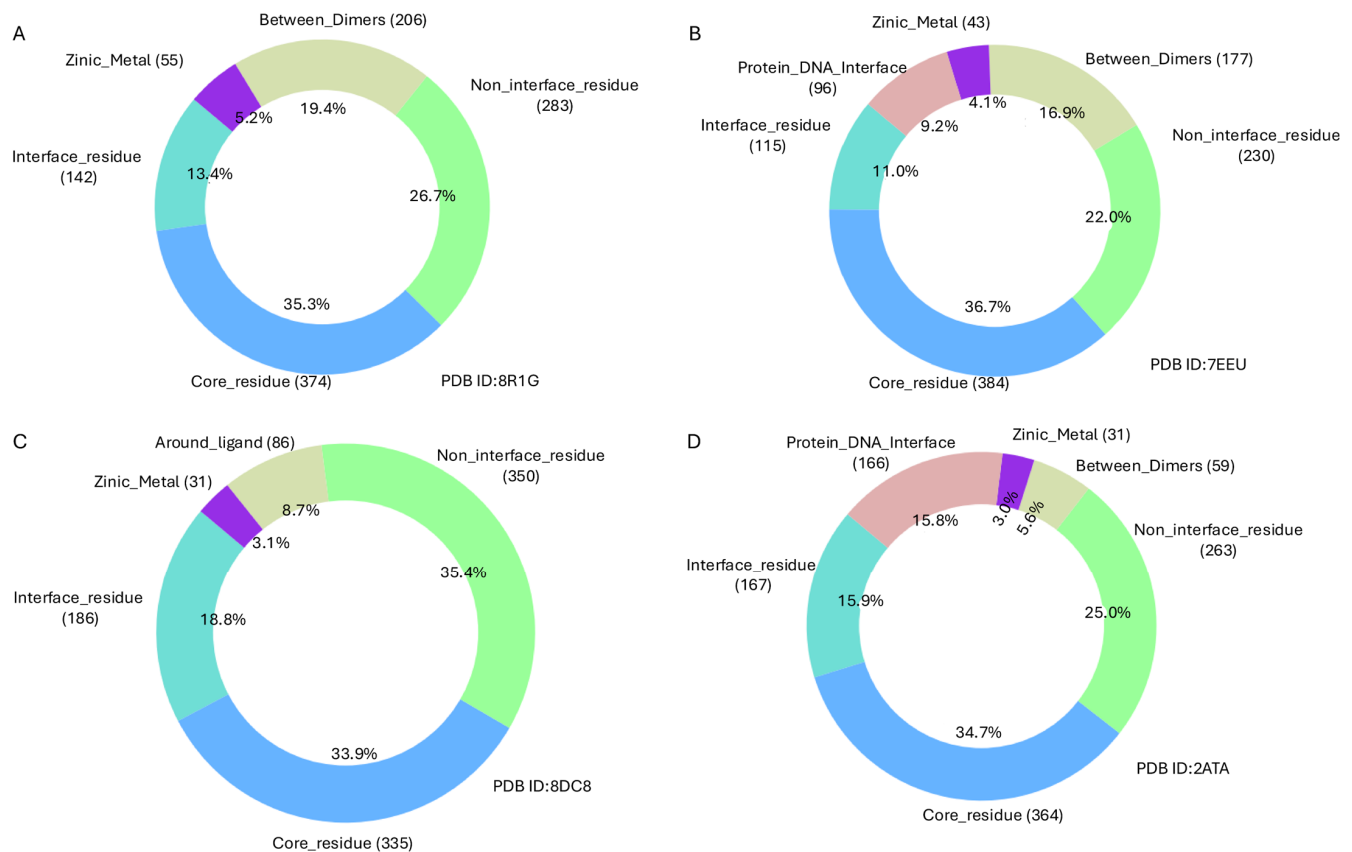 A
Between_Dimers (206)
Zinic_Metal (55)
Non_interface_residue
(283)
5.2%
19.4%
Interface_residue
(142)
13.4%
26.7%
35.3%
Core_residue (374)
PDB ID:8R1G
B
Zinic_Metal (43)
Between_Dimers (177)
Protein_DNA_Interface
(96)
4.1%
16.9%
9.2%
Interface_residue
(115)
Non_interface_residue
(230)
11.0%
22.0%
36.7%
PDB ID:7EEU
Core_residue (384)
C
Around_ligand (86)
Non_interface_residue
(350)
Zinic_Metal (31)
8.7%
3.1%
35.4%
Interface_residue
(186)
18.8%
33.9%
PDB ID:8DC8
Core_residue (335)
D
Protein_DNA_Interface
(166)
Zinic_Metal (31)
Between_Dimers (59)
3.0%
5.6%
15.8%
Non_interface_residue
(263)
Interface_residue
(167)
15.9%
25.0%
34.7%
PDB ID:2ATA
Core_residue (364)